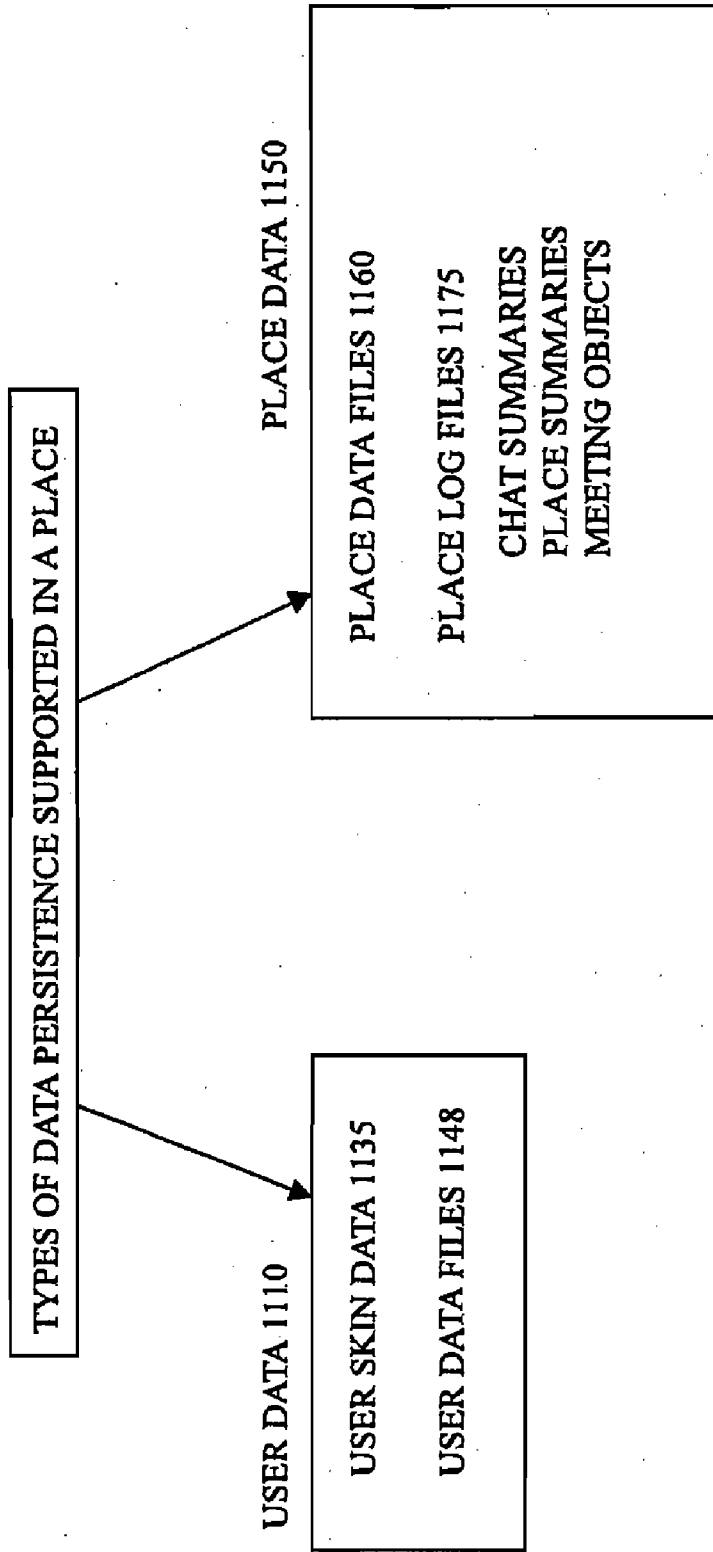 TYPES OF DATA PERSISTENCE SUPPORTED IN A PLACE
USER DATA 1110
USER SKIN DATA 1135
USER DATA FILES 1148
PLACE DATA 1150
PLACE DATA FILES 1160
PLACE LOG FILES 1175
CHAT SUMMARIES
PLACE SUMMARIES
MEETING OBJECTS